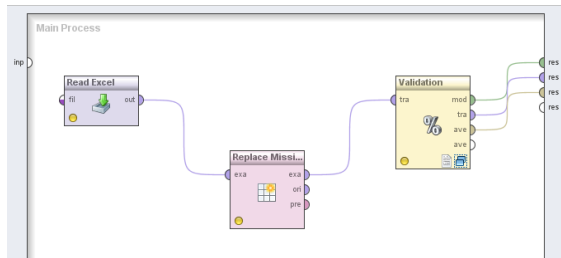 Main Process
inp
res
res
res
res
Read Excel
fil
out
Replace Missi...
exa
exa
ori
pre
Validation
tra
mod
tra
ave
ave
%